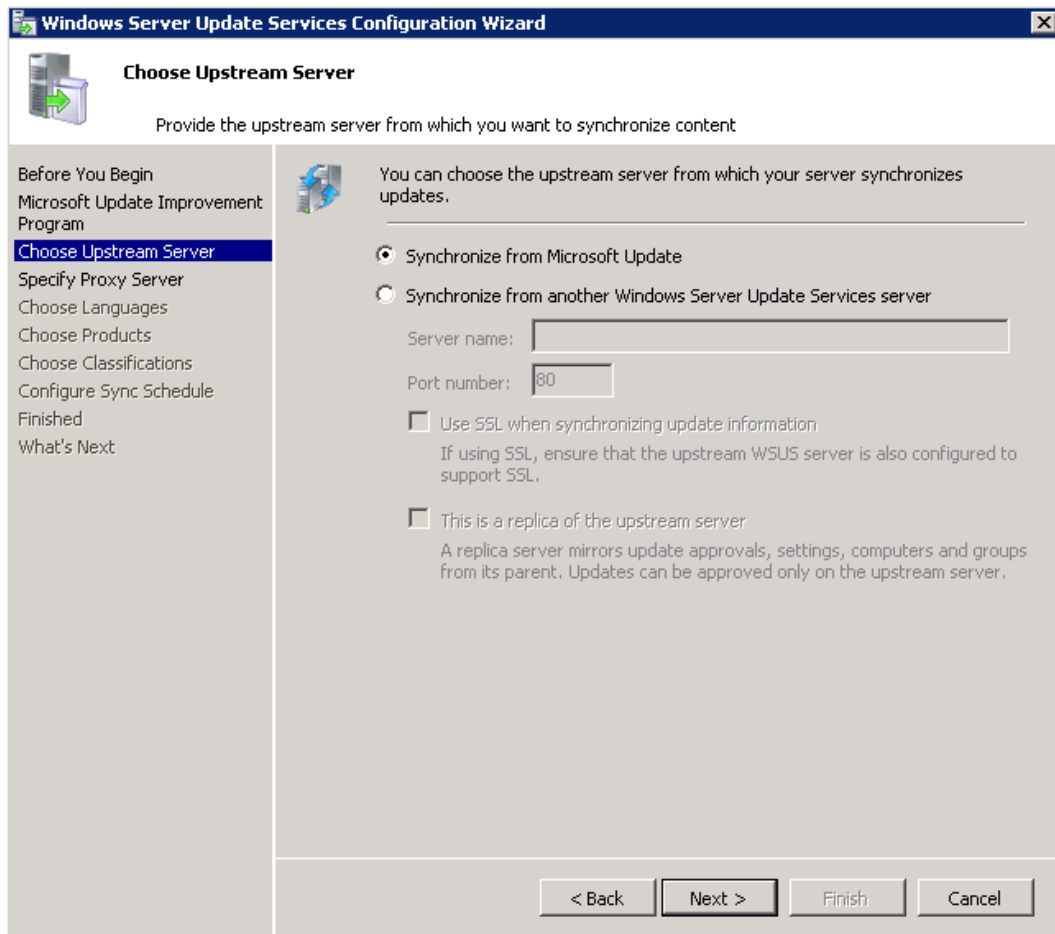 Windows Server Update Services Configuration Wizard
Choose Upstream Server
Provide the upstream server from which you want to synchronize content
Before You Begin
Microsoft Update Improvement
Program
Choose Upstream Server
Specify Proxy Server
Choose Languages
Choose Products
Choose Classifications
Configure Sync Schedule
Finished
What's Next
You can choose the upstream server from which your server synchronizes
updates.
Synchronize from Microsoft Update
Synchronize from another Windows Server Update Services server
Server name:
Port number: 80
Use SSL when synchronizing update information
If using SSL, ensure that the upstream WSUS server is also configured to
support SSL.
This is a replica of the upstream server
A replica server mirrors update approvals, settings, computers and groups
from its parent. Updates can be approved only on the upstream server.
< Back Next > Finish Cancel